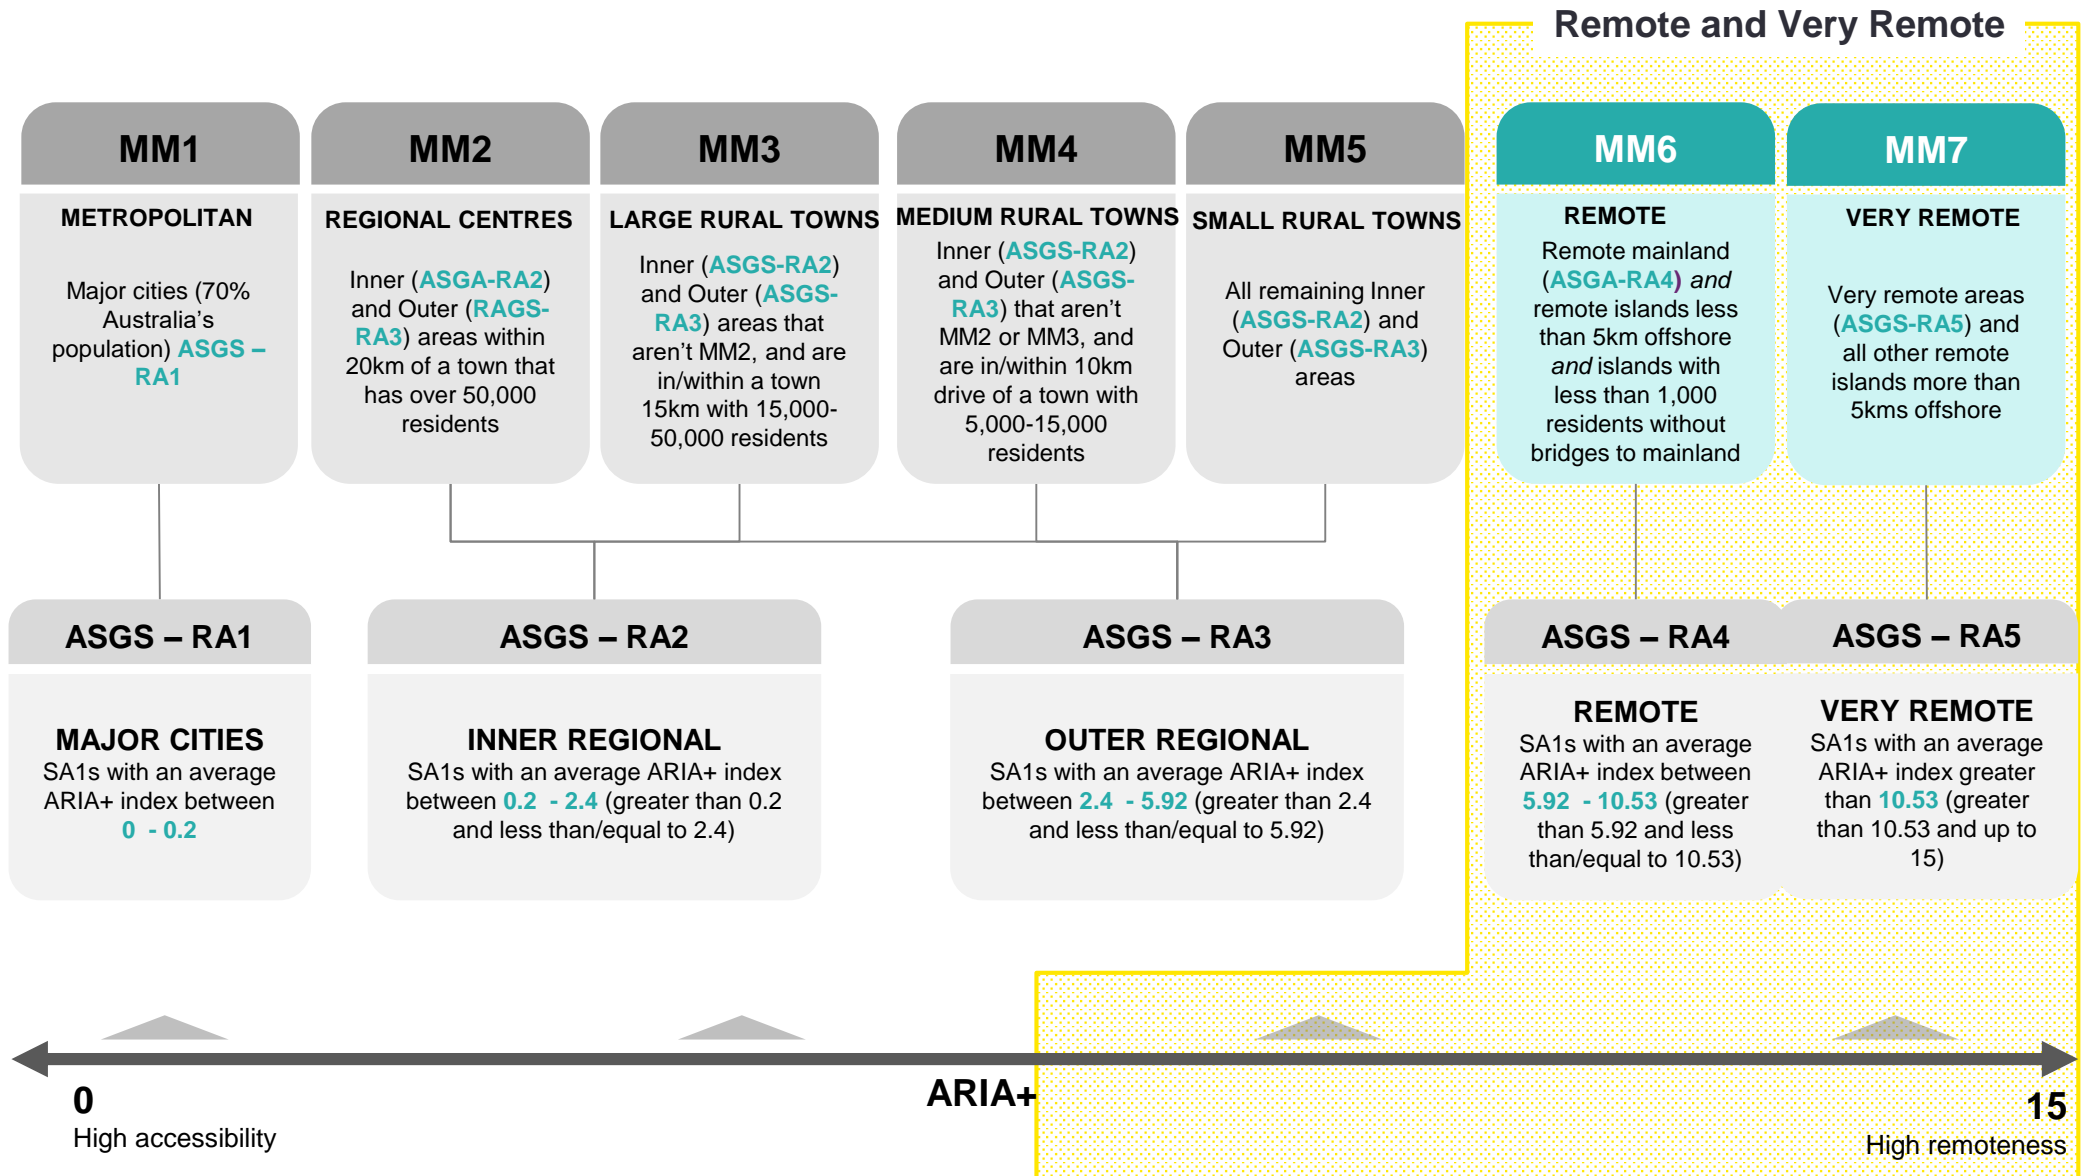 Remote and Very Remote
MM1
METROPOLITAN
Major cities (70%
Australia's
population) ASGS –
RA1
MM2
REGIONAL CENTRES
Inner (ASGA-RA2)
and Outer (RAGS-
RA3) areas within
20km of a town that
has over 50,000
residents
MM3
LARGE RURAL TOWNS
Inner (ASGS-RA2)
and Outer (ASGS-
RA3) areas that
aren't MM2, and are
in/within a town
15km with 15,000-
50,000 residents
MM4
MEDIUM RURAL TOWNS
Inner (ASGS-RA2)
and Outer (ASGS-
RA3) that aren't
MM2 or MM3, and
are in/within 10km
drive of a town with
5,000-15,000
residents
MM5
SMALL RURAL TOWNS
All remaining Inner
(ASGS-RA2) and
Outer (ASGS-RA3)
areas
MM6
REMOTE
Remote mainland
(ASGA-RA4) and
remote islands less
than 5km offshore
and islands with
less than 1,000
residents without
bridges to mainland
MM7
VERY REMOTE
Very remote areas
(ASGS-RA5) and
all other remote
islands more than
5kms offshore
ASGS – RA1
MAJOR CITIES
SA1s with an average
ARIA+ index between
0 - 0.2
ASGS – RA2
INNER REGIONAL
SA1s with an average ARIA+ index
between 0.2 - 2.4 (greater than 0.2
and less than/equal to 2.4)
ASGS – RA3
OUTER REGIONAL
SA1s with an average ARIA+ index
between 2.4 - 5.92 (greater than 2.4
and less than/equal to 5.92)
ASGS – RA4
REMOTE
SA1s with an average
ARIA+ index between
5.92 - 10.53 (greater
than 5.92 and less
than/equal to 10.53)
ASGS – RA5
VERY REMOTE
SA1s with an average
ARIA+ index greater
than 10.53 (greater
than 10.53 and up to
15)
0
High accessibility
ARIA+
15
High remoteness